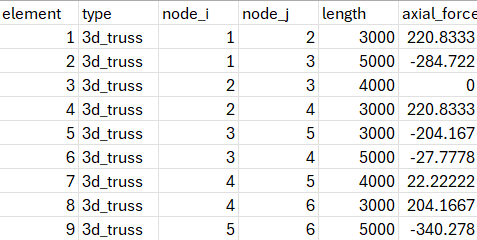 element type node_i node_j length axial_force
1 3d_truss 1 2 3000 220.8333
2 3d_truss 1 3 5000 -284.722
3 3d_truss 2 3 4000 0
4 3d_truss 2 4 3000 220.8333
5 3d_truss 3 5 3000 -204.167
6 3d_truss 3 4 5000 -27.7778
7 3d_truss 4 5 4000 22.22222
8 3d_truss 4 6 3000 204.1667
9 3d_truss 5 6 5000 -340.278